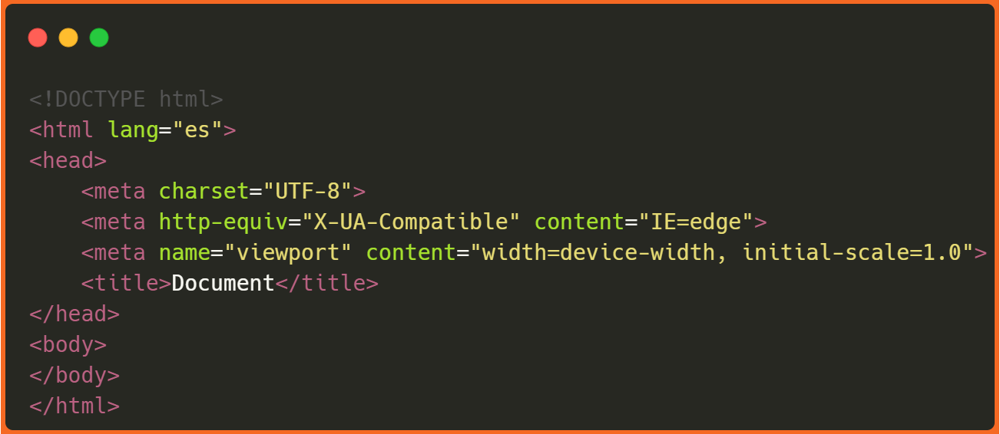 <!DOCTYPE html>
<html lang="es">
<head>
    <meta charset="UTF-8">
    <meta http-equiv="X-UA-Compatible" content="IE=edge">
    <meta name="viewport" content="width=device-width, initial-scale=1.0">
    <title>Document</title>
</head>
<body>
</body>
</html>